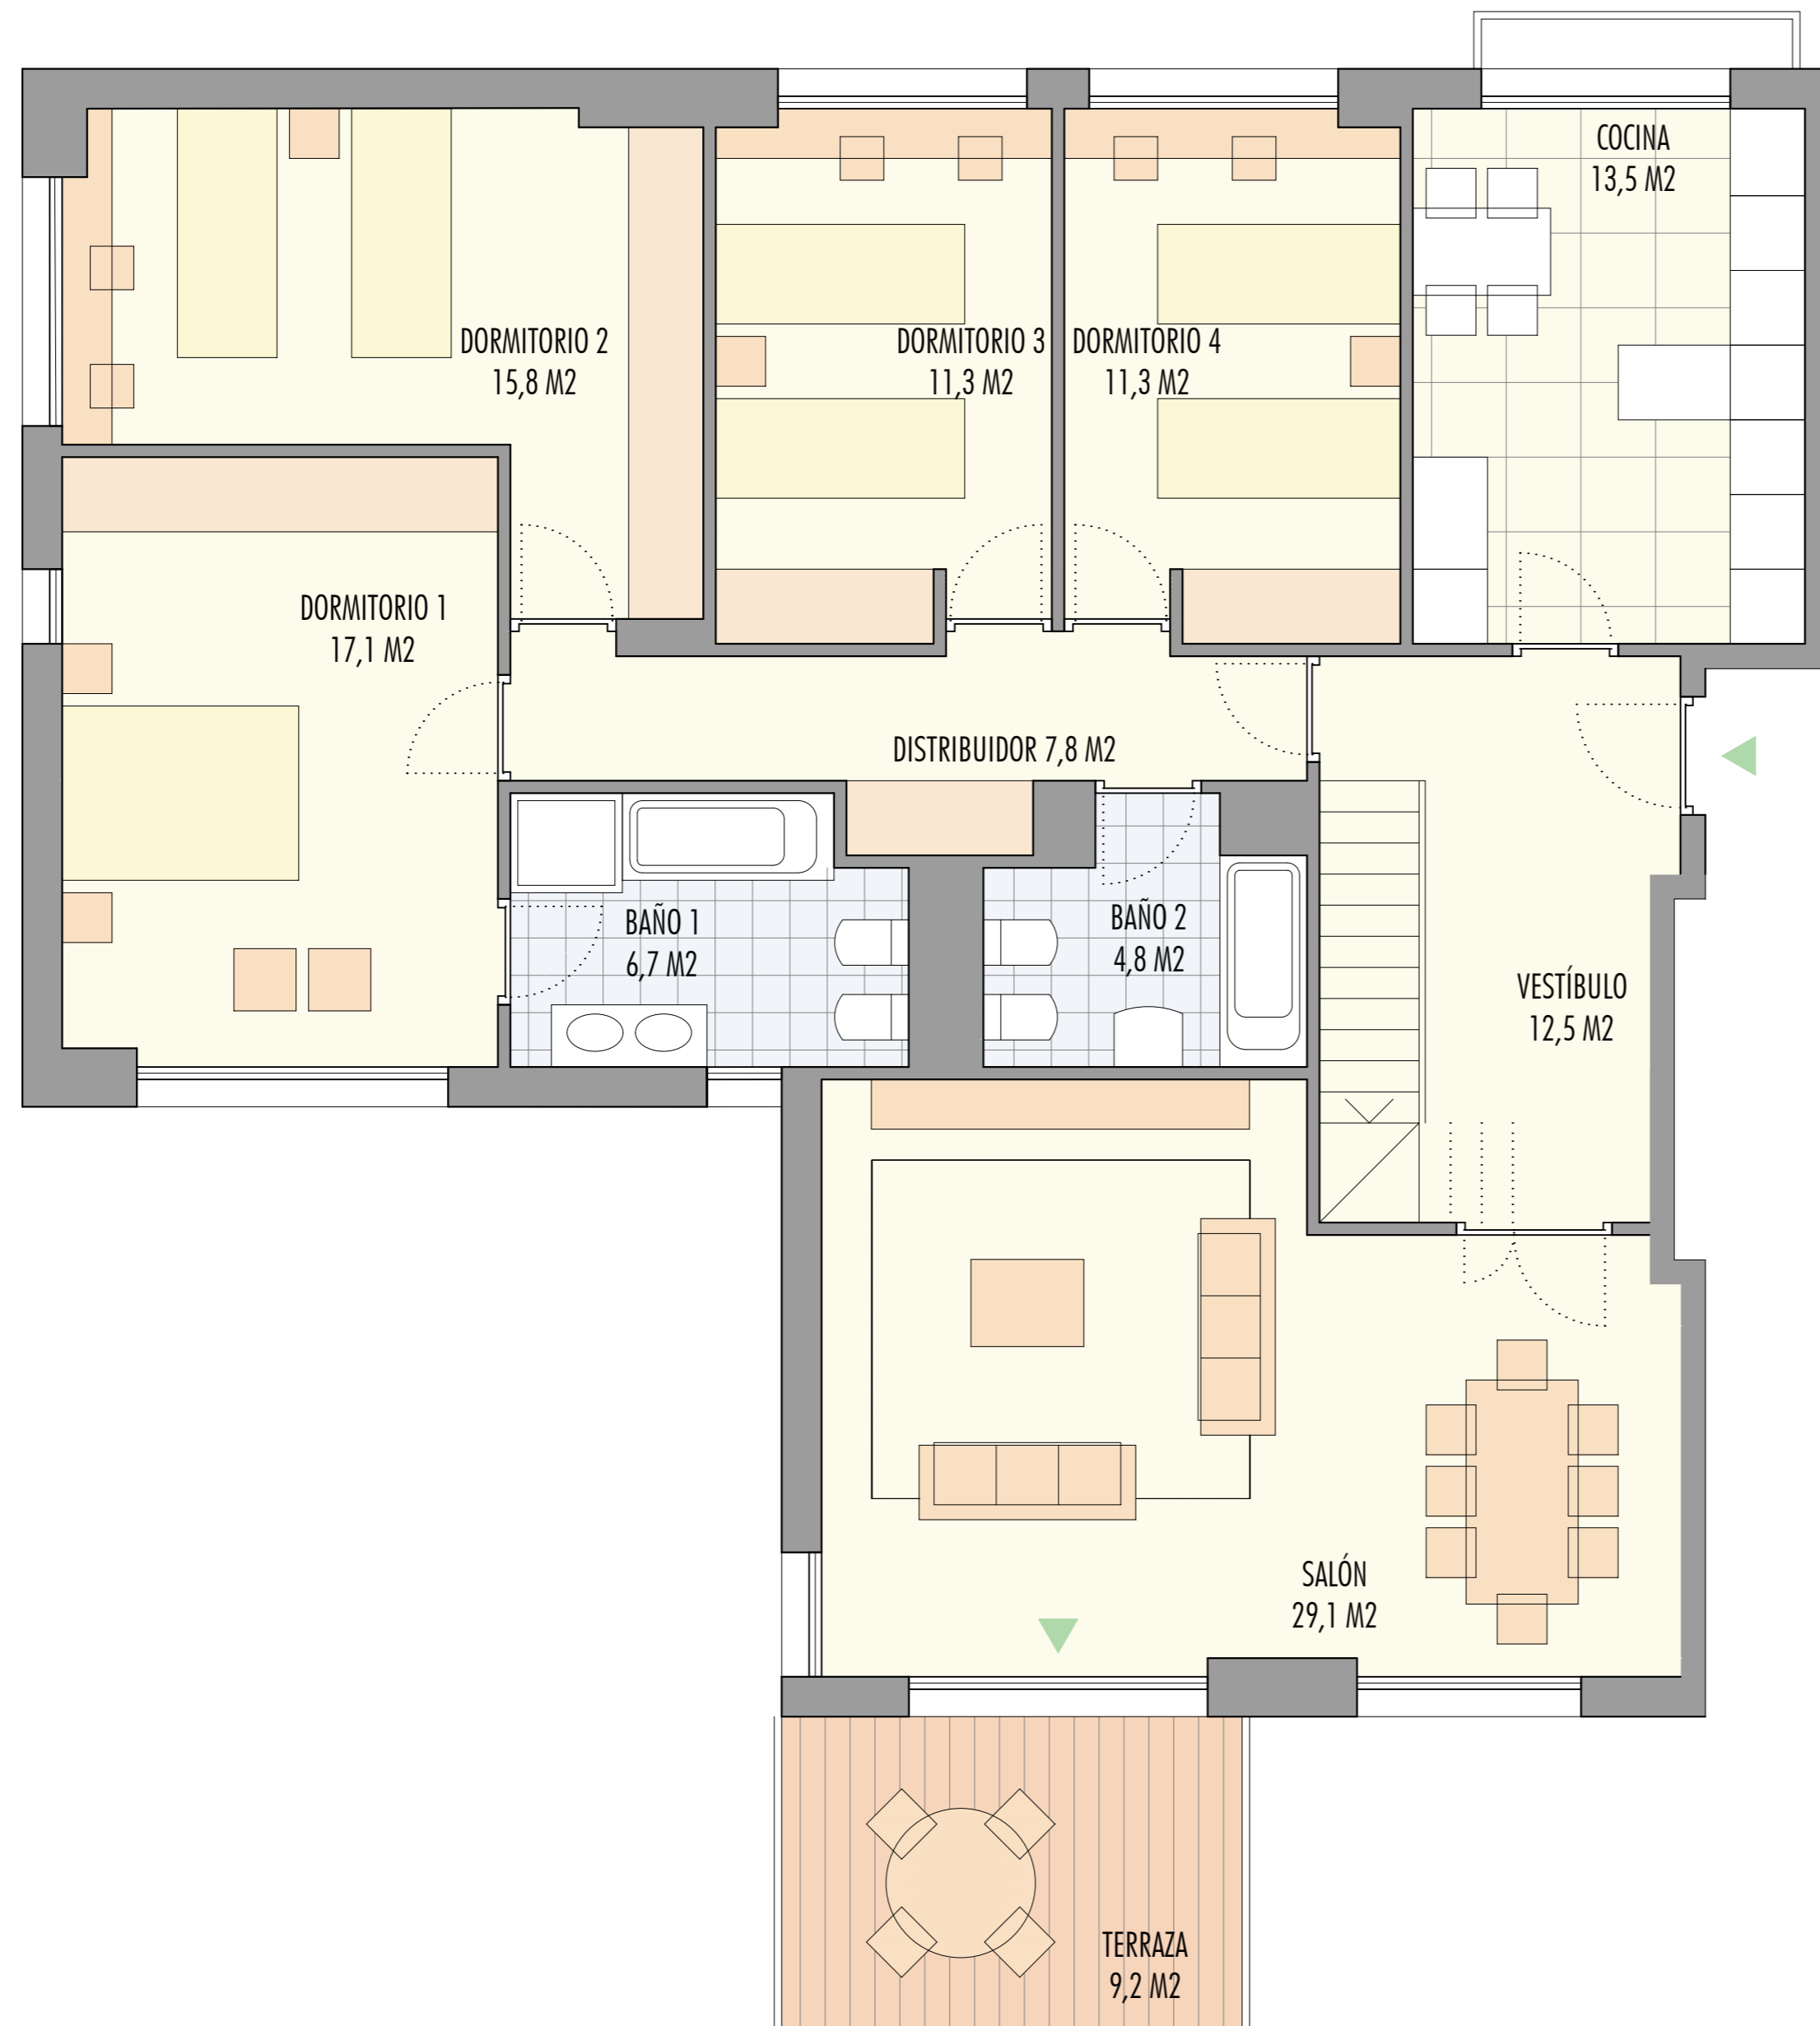 COCINA
13,5 M2
DORMITORIO 2
15,8 M2
DORMITORIO 3
11,3 M2
DORMITORIO 4
11,3 M2
DORMITORIO 1
17,1 M2
DISTRIBUIDOR 7,8 M2
BAÑO 1
6,7 M2
BAÑO 2
4,8 M2
VESTÍBULO
12,5 M2
SALÓN
29,1 M2
TERRAZA
9,2 M2